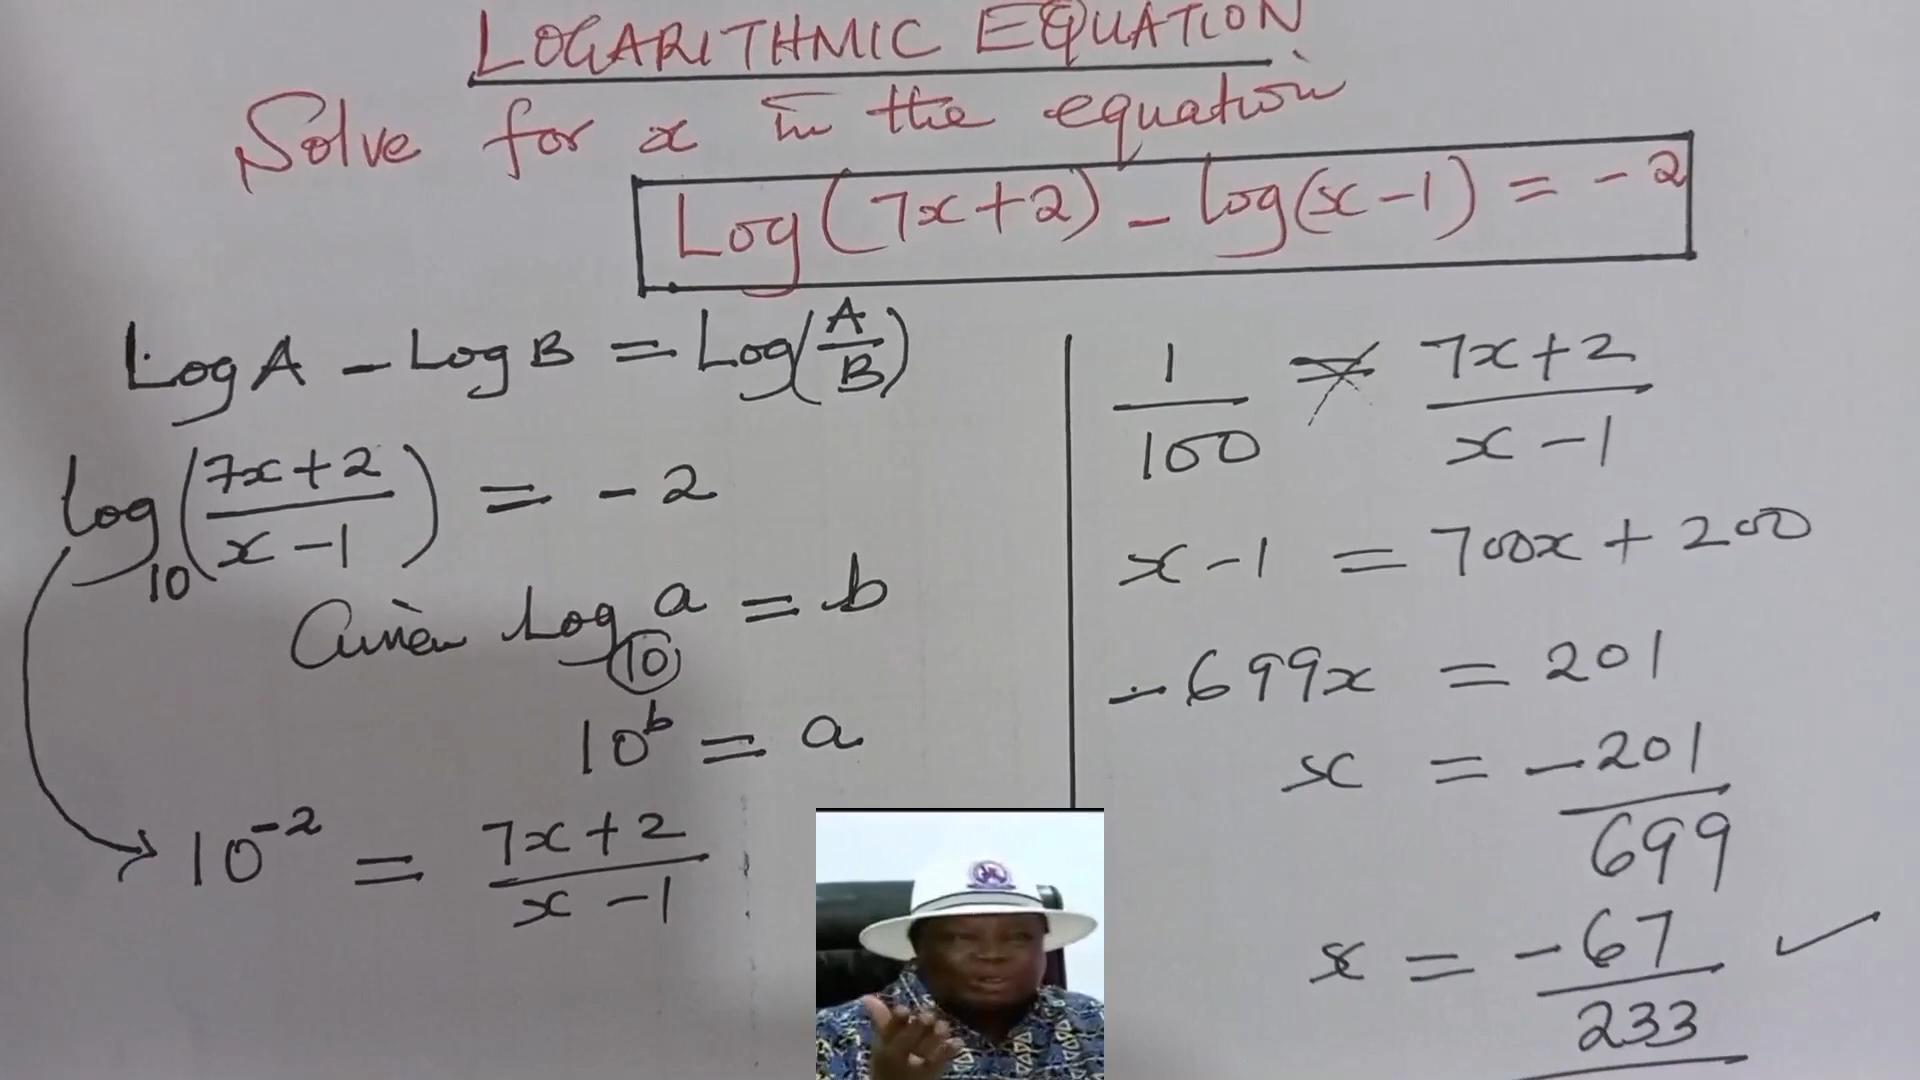 LOGARITHMIC EQUATION
Solve for x in the equation
Log(7x+2) - log(x-1) = -2
Log A - Log B = Log(A/B)
log₁₀((7x+2)/(x-1)) = -2
Given Log₁₀ a = b
10ᵇ = a
10⁻² = (7x+2)/(x-1)
1/100 = (7x+2)/(x-1)
x-1 = 700x + 200
-699x = 201
x = -201/699
x = -67/233 ✓